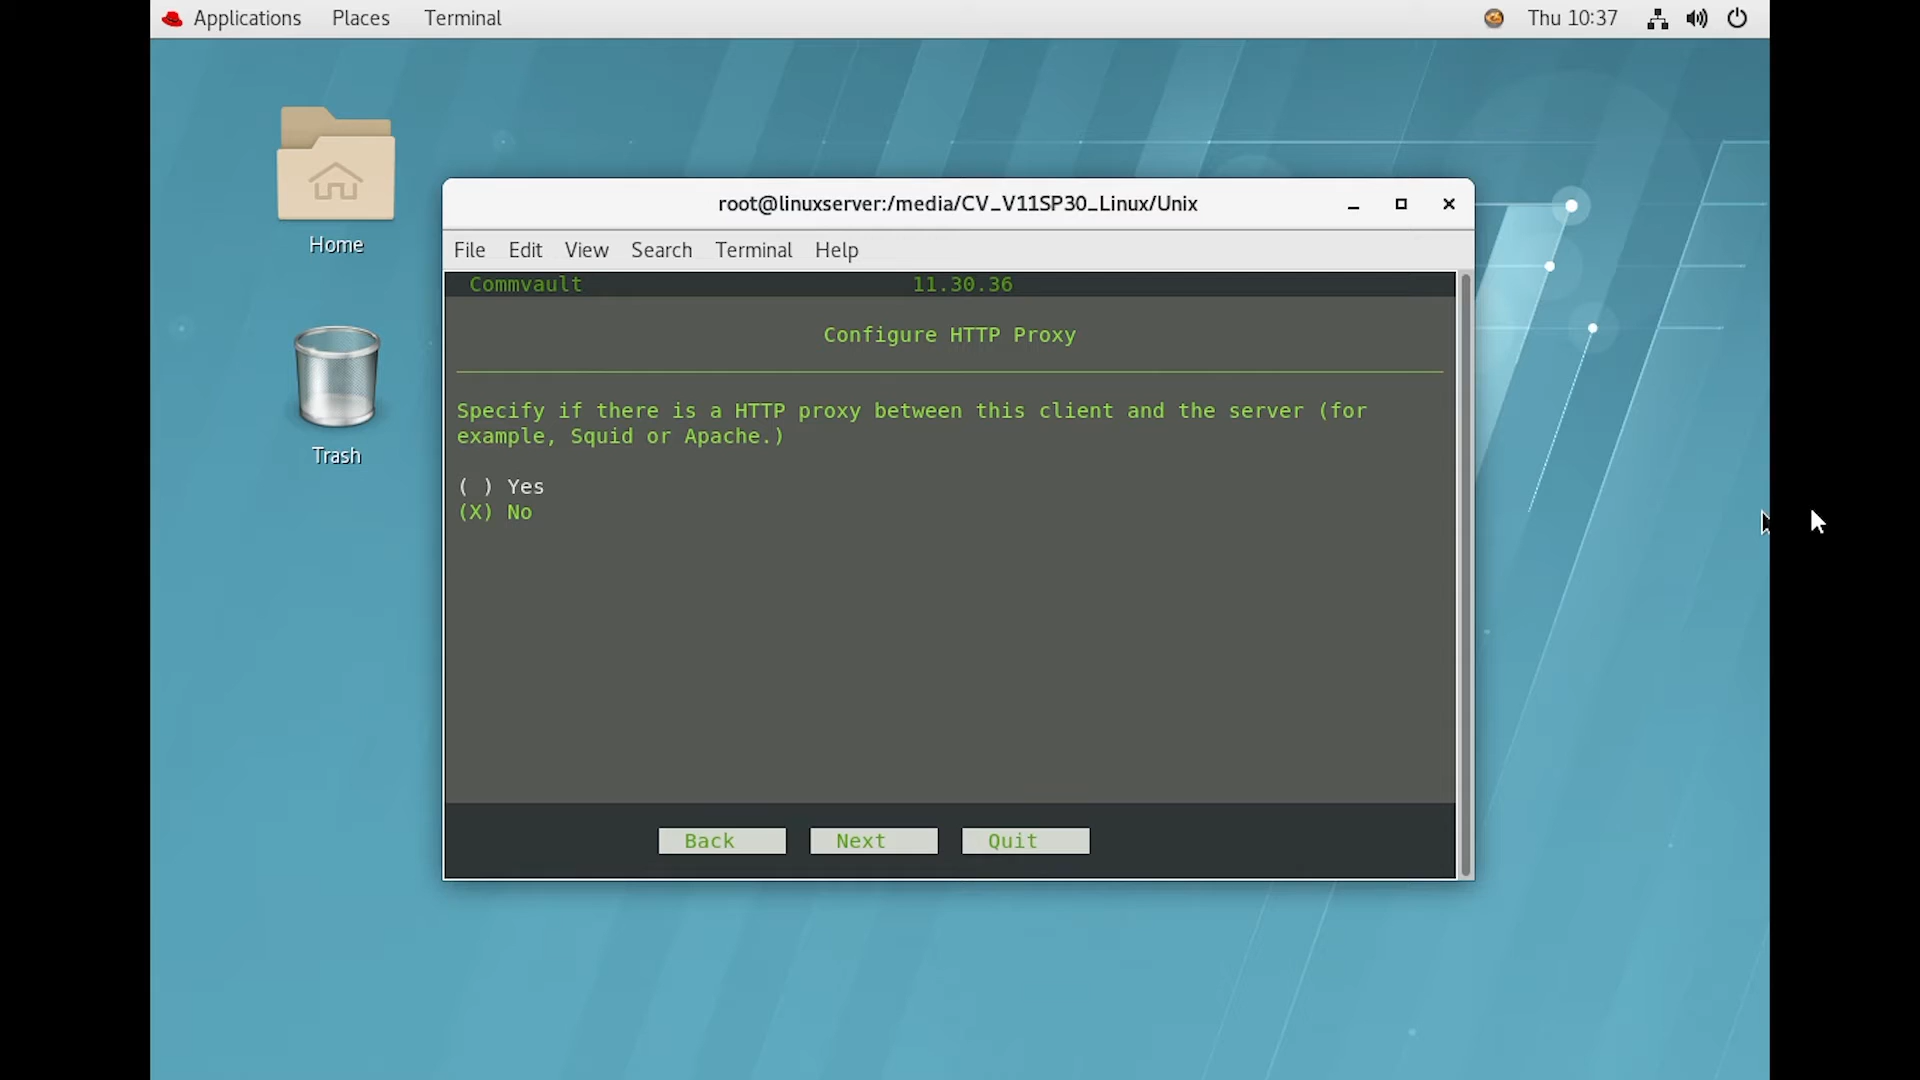 Applications Places Terminal Thu 10:37
Home
Trash
root@linuxserver:/media/CV_V11SP30_Linux/Unix
File Edit View Search Terminal Help
Commvault 11.30.36
Configure HTTP Proxy
Specify if there is a HTTP proxy between this client and the server (for
example, Squid or Apache.)
( ) Yes
(X) No
Back Next Quit